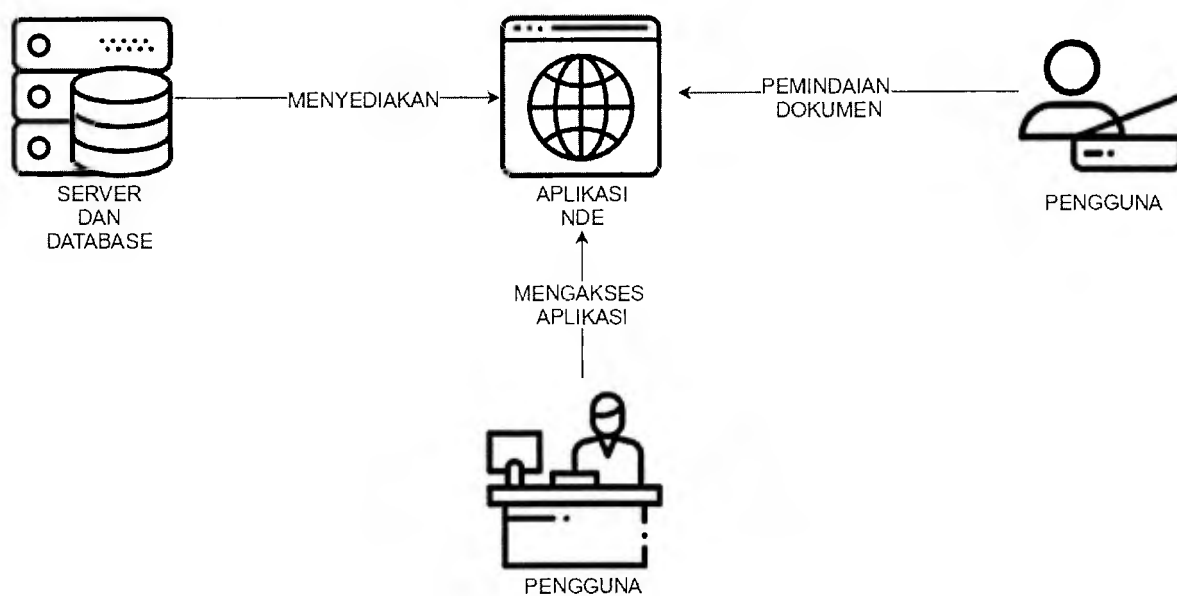 MENYEDIAKAN
PEMINDAIAN
DOKUMEN
SERVER
DAN
DATABASE
APLIKASI
NDE
PENGGUNA
MENGAKSES
APLIKASI
PENGGUNA